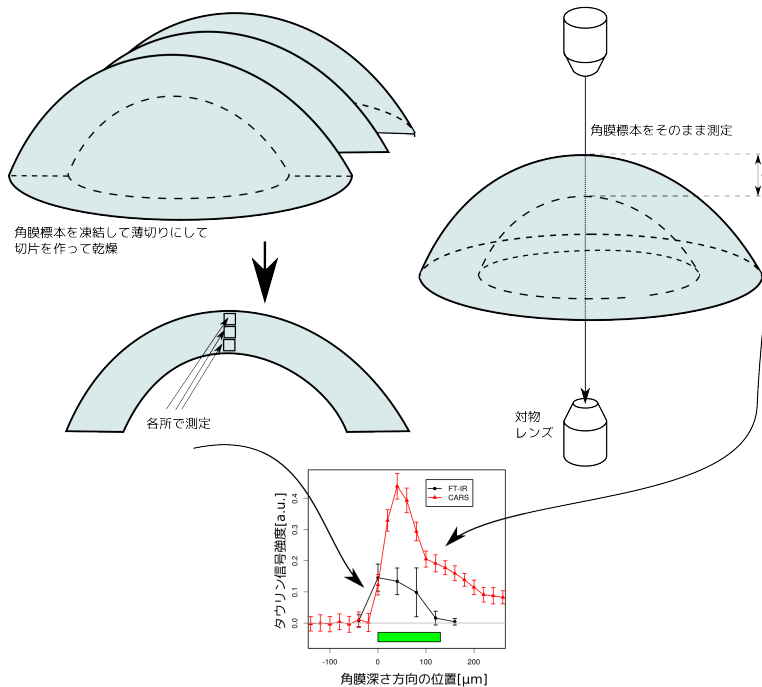 角膜標本をそのまま測定
角膜標本を凍結して薄切りにして
切片を作って乾燥
各所で測定
対物
レンズ
FT-IR
CARS
タウリン信号強度[a.u.]
0.4
0.3
0.2
0.1
0.0
-100
0
100
200
角膜深さ方向の位置[μm]